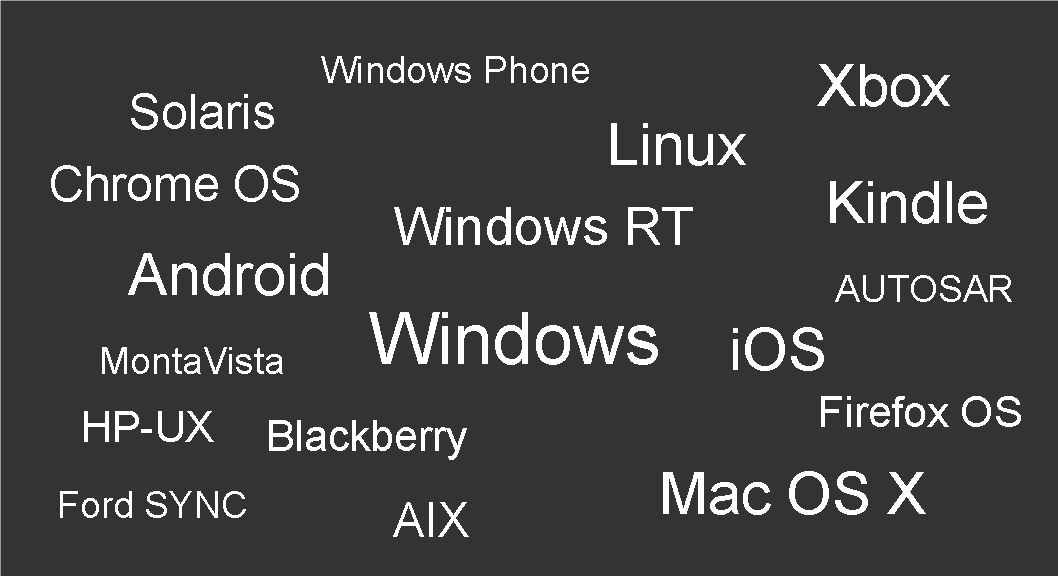 Windows Phone
Xbox
Solaris
Linux
Chrome OS
Kindle
Windows RT
Android
AUTOSAR
Windows
iOS
MontaVista
Firefox OS
HP-UX
Blackberry
Mac OS X
Ford SYNC
AIX